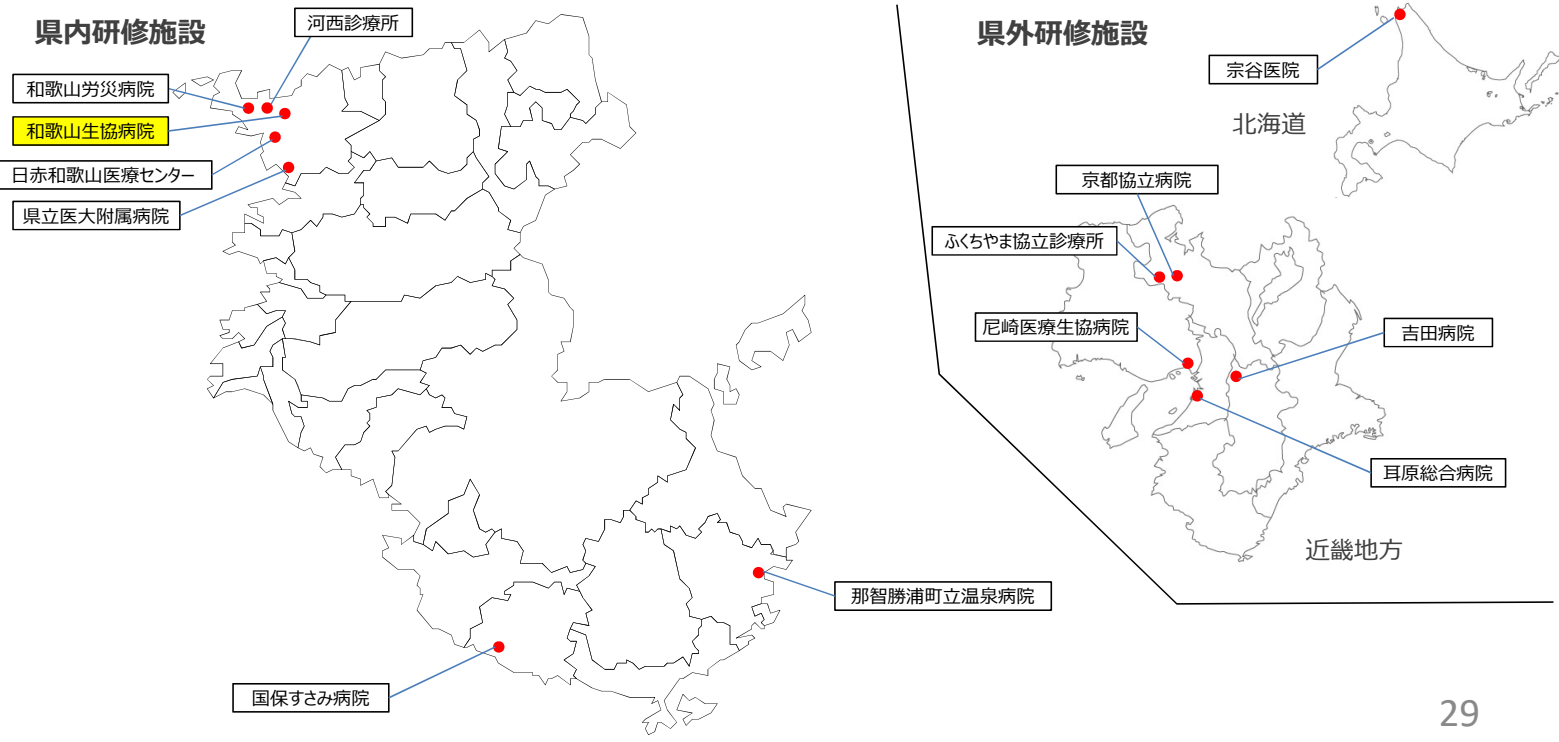 県内研修施設
河西診療所
和歌山労災病院
和歌山生協病院
日赤和歌山医療センター
県立医大附属病院
那智勝浦町立温泉病院
国保すさみ病院
県外研修施設
宗谷医院
北海道
京都協立病院
ふくちやま協立診療所
尼崎医療生協病院
吉田病院
耳原総合病院
近畿地方
29